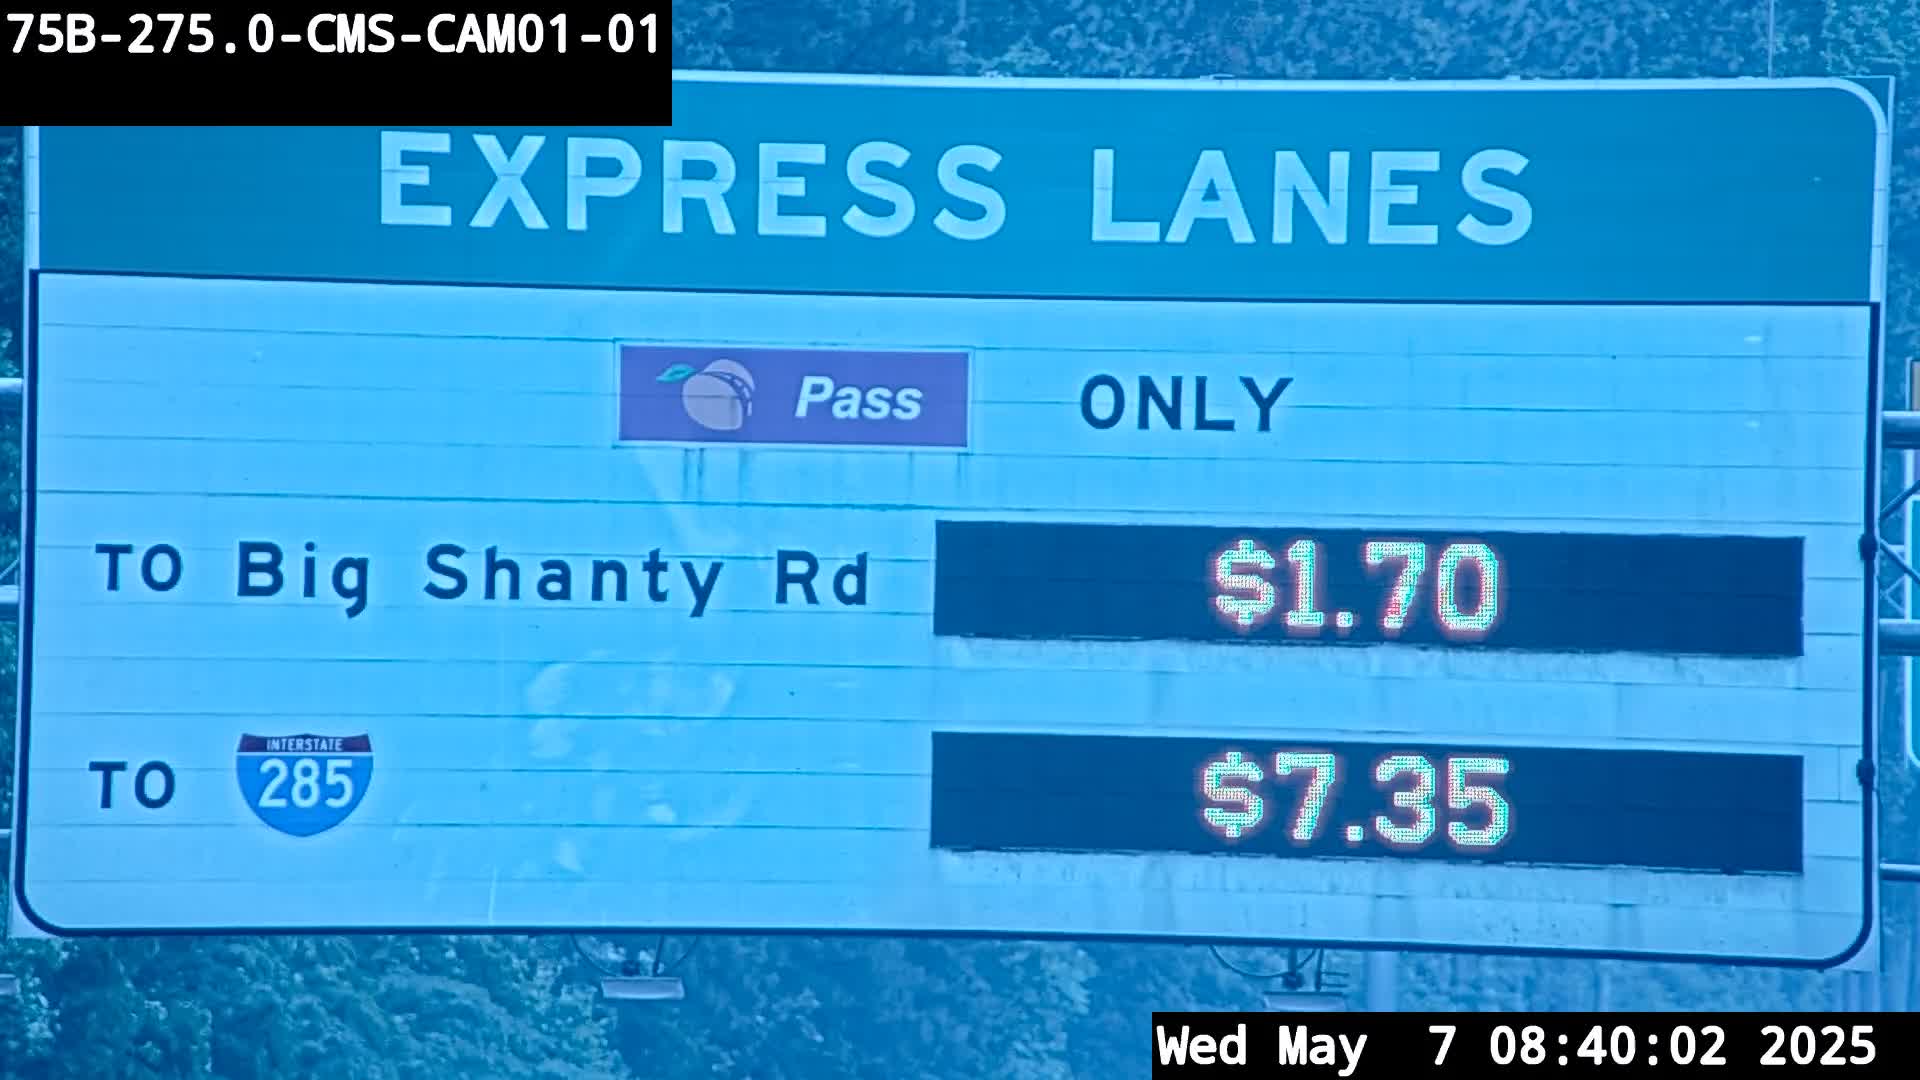 75B-275.0-CMS-CAM01-01
EXPRESS LANES
Pass ONLY
TO Big Shanty Rd $1.70
TO INTERSTATE 285 $7.35
Wed May 7 08:40:02 2025